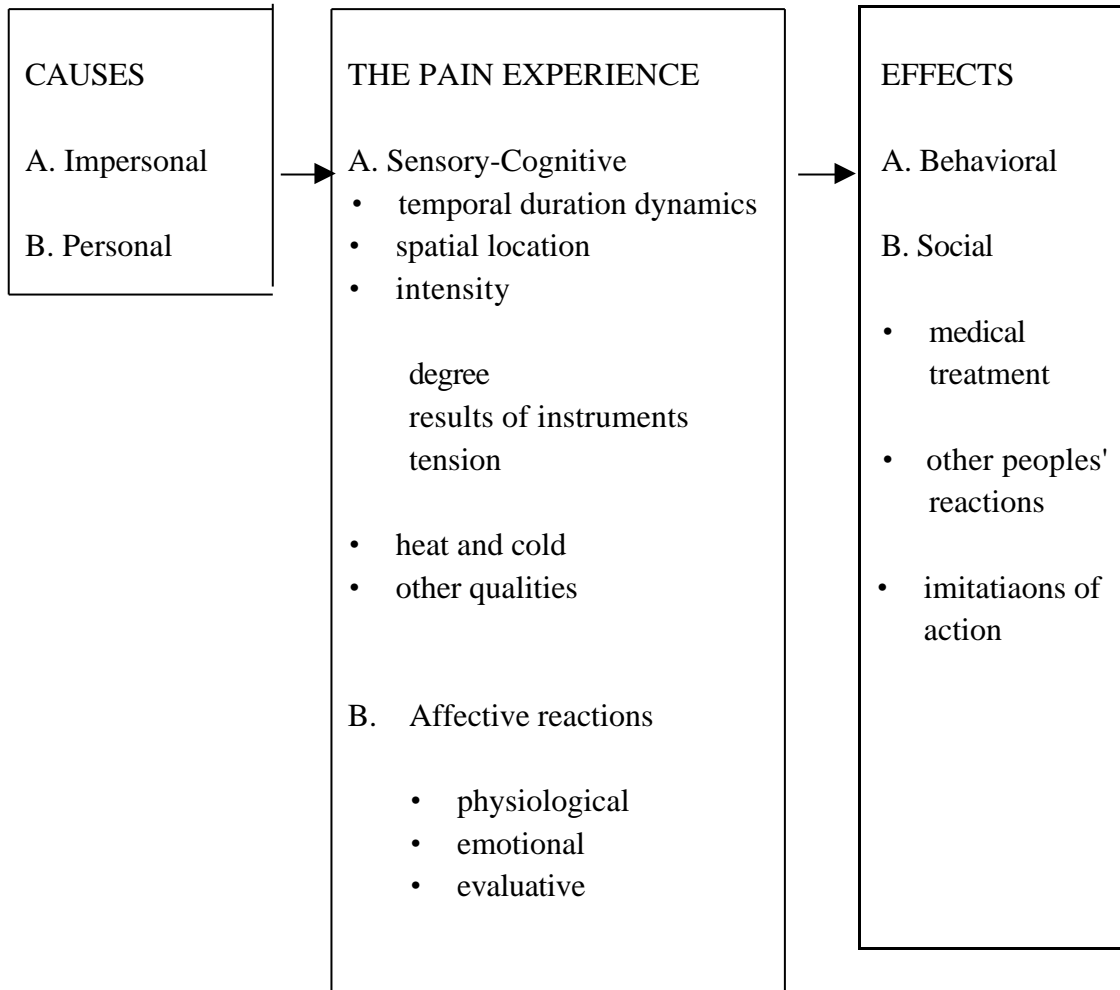 CAUSES
A. Impersonal
B. Personal
THE PAIN EXPERIENCE
A. Sensory-Cognitive
• temporal duration dynamics
• spatial location
• intensity
degree
results of instruments
tension
• heat and cold
• other qualities
B. Affective reactions
• physiological
• emotional
• evaluative
EFFECTS
A. Behavioral
B. Social
• medical
treatment
• other peoples'
reactions
• imitatiaons of
action